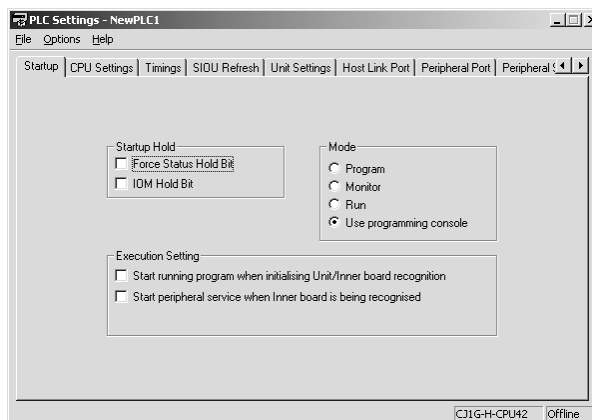 PLC Settings - NewPLC1
File Options Help
Startup CPU Settings Timings SIOU Refresh Unit Settings Host Link Port Peripheral Port Peripheral
Startup Hold
Force Status Hold Bit
IOM Hold Bit
Mode
Program
Monitor
Run
Use programming console
Execution Setting
Start running program when initialising Unit/Inner board recognition
Start peripheral service when Inner board is being recognised
CJ1G-H-CPU42 Offline